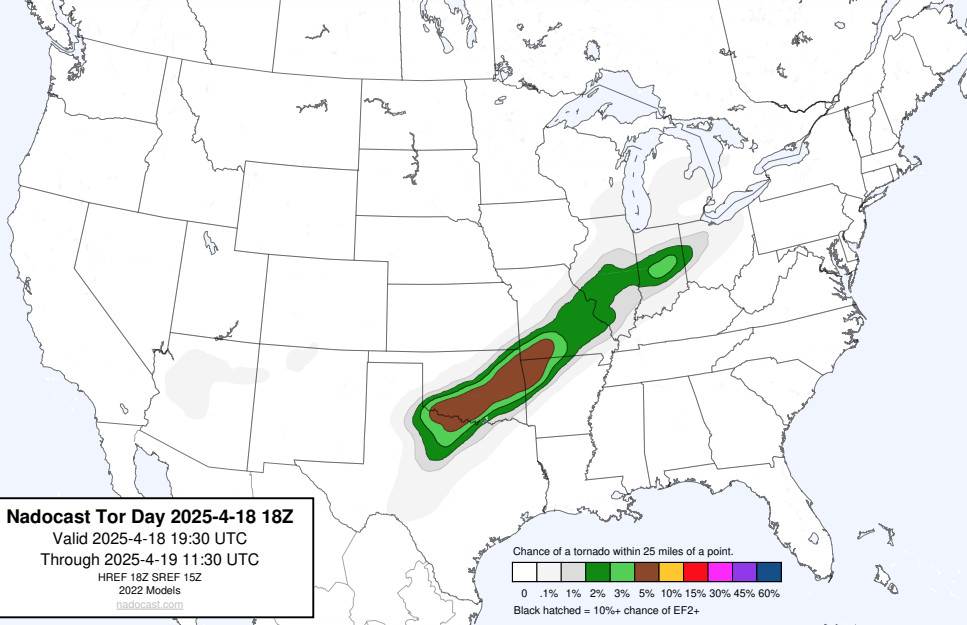 Nadocast Tor Day 2025-4-18 18Z
Valid 2025-4-18 19:30 UTC
Through 2025-4-19 11:30 UTC
HREF 18Z SREF 15Z
2022 Models
nadocast.com
Chance of a tornado within 25 miles of a point.
0 .1% 1% 2% 3% 5% 10% 15% 30% 45% 60%
Black hatched = 10%+ chance of EF2+